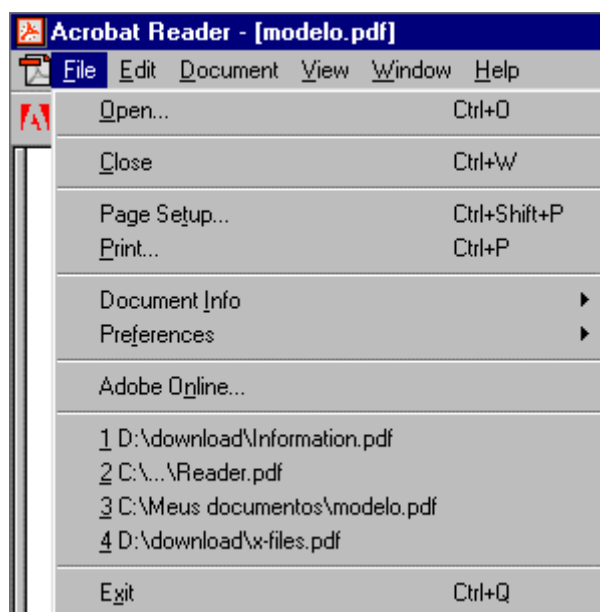 Acrobat Reader - [modelo.pdf]
File Edit Document View Window Help
Open... Ctrl+O
Close Ctrl+W
Page Setup... Ctrl+Shift+P
Print... Ctrl+P
Document Info
Preferences
Adobe Online...
1 D:\download\Information.pdf
2 C:\...\Reader.pdf
3 C:\Meus documentos\modelo.pdf
4 D:\download\x-files.pdf
Exit Ctrl+Q